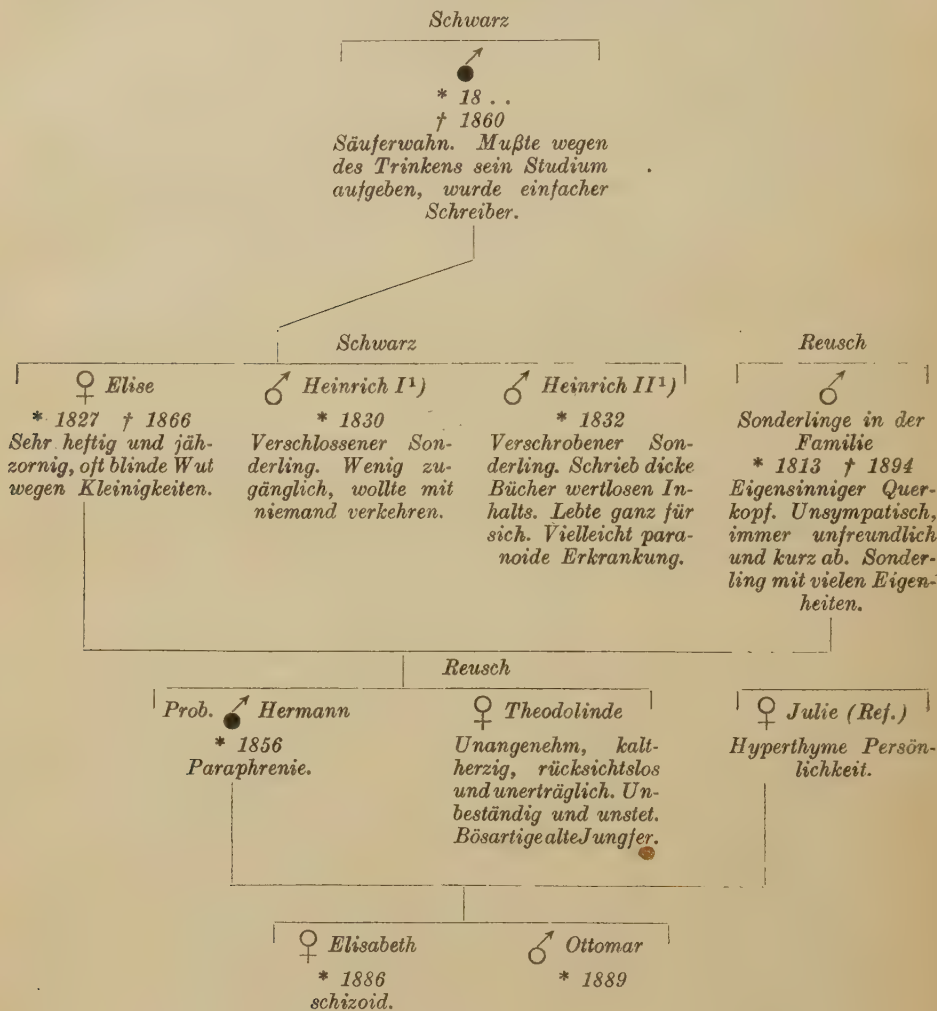 Schwarz
* 18 . .
† 1860
Säuferwahn. Mußte wegen
des Trinkens sein Studium
aufgeben, wurde einfacher
Schreiber.
Schwarz
♀ Elise
* 1827 † 1866
Sehr heftig und jäh-
zornig, oft blinde Wut
wegen Kleinigkeiten.
♂ Heinrich I¹)
* 1830
Verschlossener Son-
derling. Wenig zu-
gänglich, wollte mit
niemand verkehren.
♂ Heinrich II¹)
* 1832
Verschrobener Son-
derling. Schrieb dicke
Bücher wertlosen In-
halts. Lebte ganz für
sich. Vielleicht para-
noide Erkrankung.
Reusch
♂
Sonderlinge in der
Familie
* 1813 † 1894
Eigensinniger Quer-
kopf. Unsympatisch,
immer unfreundlich
und kurz ab. Sonder-
ling mit vielen Eigen-
heiten.
Reusch
Prob. ♂ Hermann
* 1856
Paraphrenie.
♀ Theodolinde
Unangenehm, kalt-
herzig, rücksichtslos
und unerträglich. Un-
beständig und unstet.
Bösartige alte Jungfer.
♀ Julie (Ref.)
Hyperthyme Persön-
lichkeit.
♀ Elisabeth
* 1886
schizoid.
♂ Ottomar
* 1889